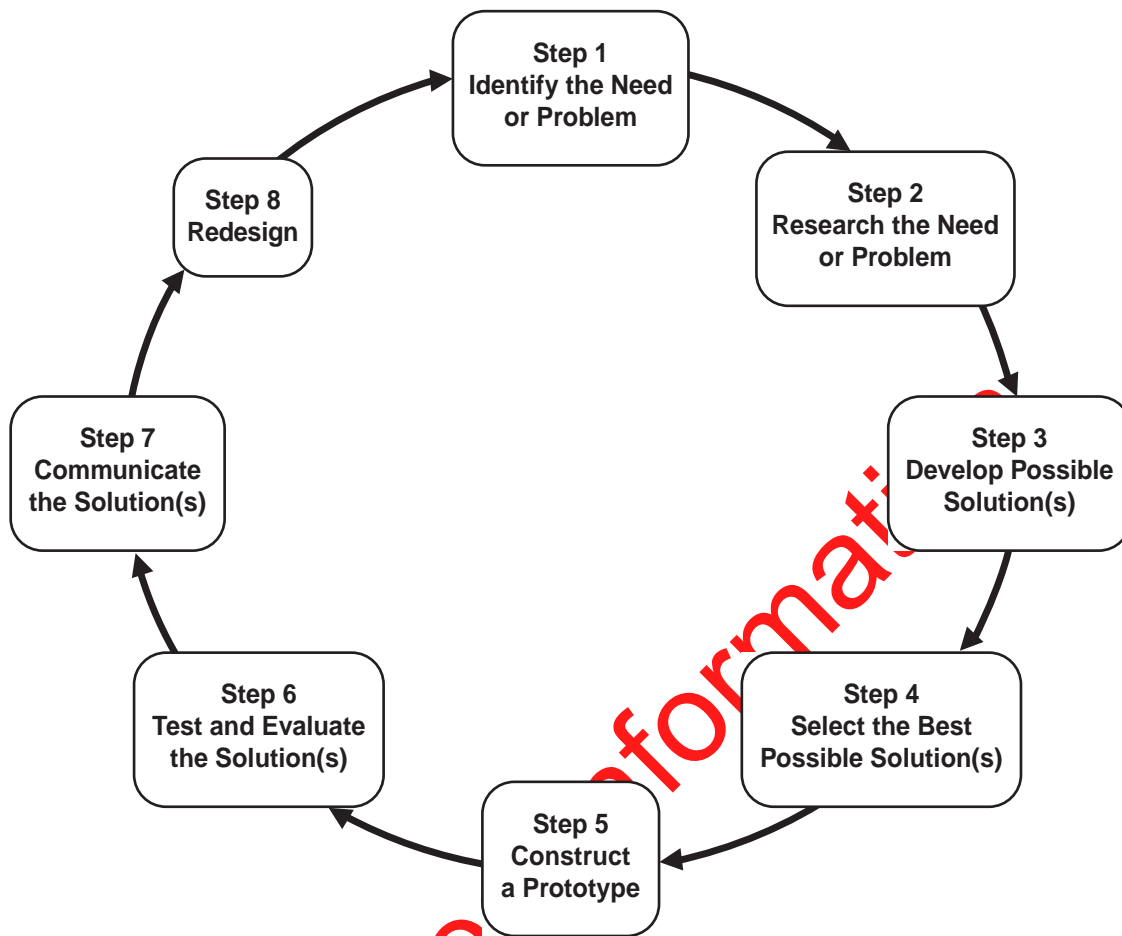 Step 1
Identify the Need
or Problem
Step 2
Research the Need
or Problem
Step 3
Develop Possible
Solution(s)
Step 4
Select the Best
Possible Solution(s)
Step 5
Construct
a Prototype
Step 6
Test and Evaluate
the Solution(s)
Step 7
Communicate
the Solution(s)
Step 8
Redesign